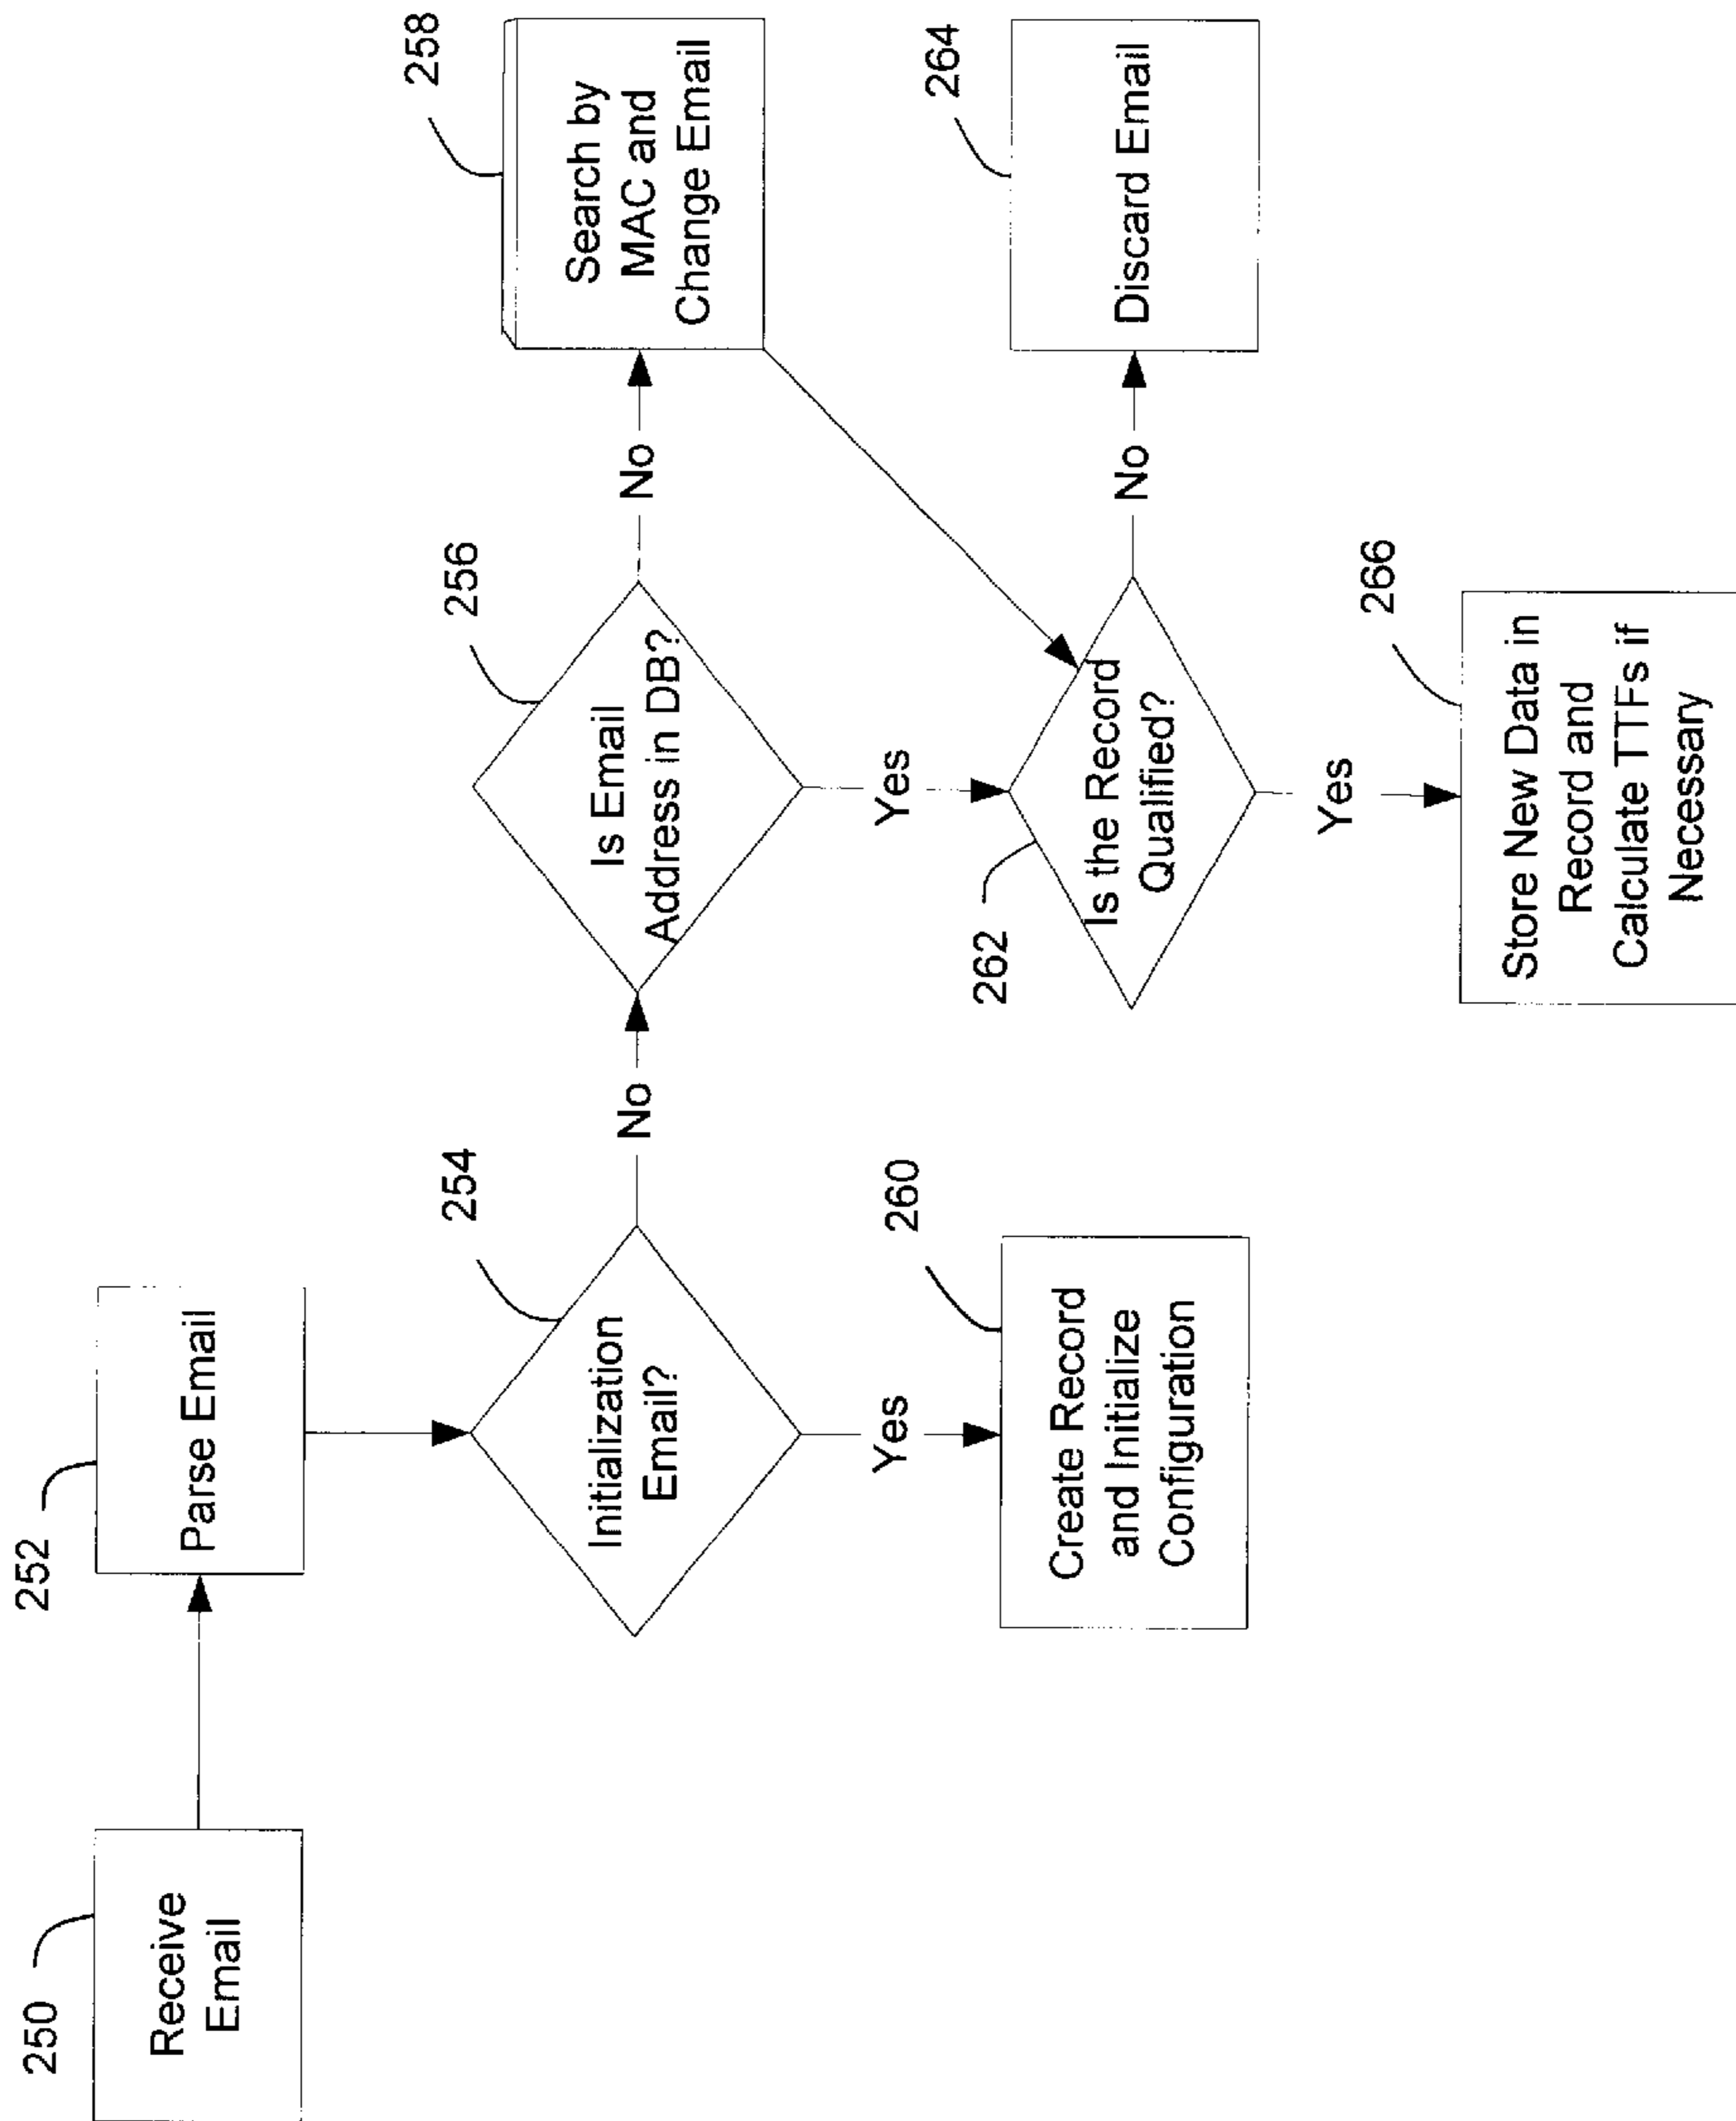 250
Receive
Email
252
Parse Email
254
Initialization
Email?
No
256
Is Email
Address in DB?
No
258
Search by
MAC and
Change Email
Yes
260
Create Record
and Initialize
Configuration
Yes
262
Is the Record
Qualified?
No
264
Discard Email
Yes
266
Store New Data in
Record and
Calculate TTFs if
Necessary